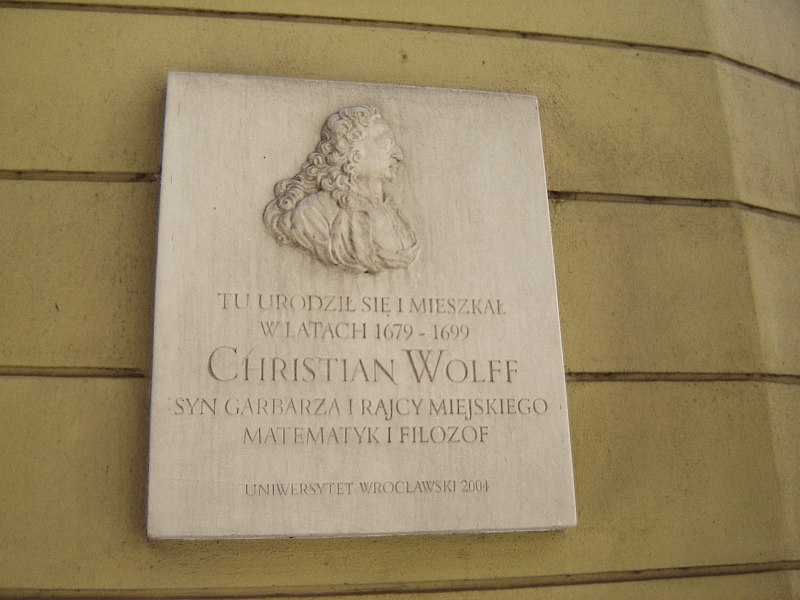 TU URODZIŁ SIĘ I MIESZKAŁ
W LATACH 1679 - 1699
CHRISTIAN WOLFF
SYN GARBARZA I RAJCY MIEJSKIEGO
MATEMATYK I FILOZOF
UNIWERSYTET WROCŁAWSKI 2004